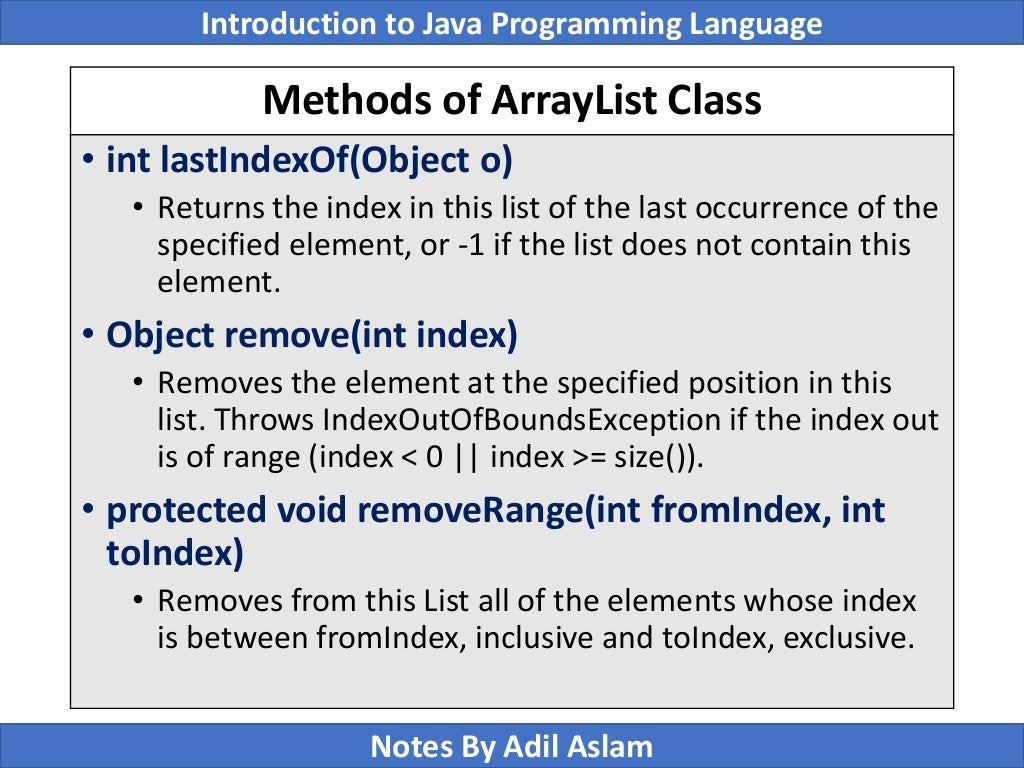 Introduction to Java Programming Language
Methods of ArrayList Class
• int lastIndexOf(Object o)
• Returns the index in this list of the last occurrence of the
specified element, or -1 if the list does not contain this
element.
• Object remove(int index)
• Removes the element at the specified position in this
list. Throws IndexOutOfBoundsException if the index out
is of range (index < 0 || index >= size()).
• protected void removeRange(int fromIndex, int
toIndex)
• Removes from this List all of the elements whose index
is between fromIndex, inclusive and toIndex, exclusive.
Notes By Adil Aslam